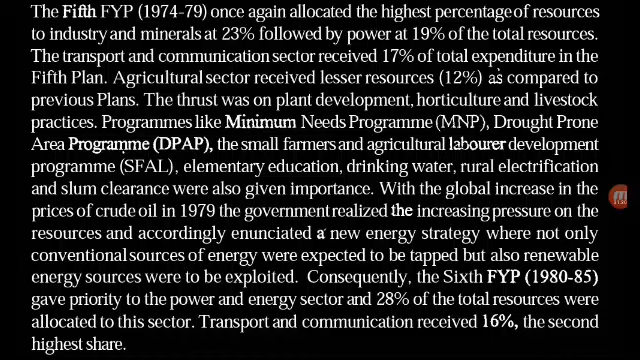 The Fifth FYP (1974-79) once again allocated the highest percentage of resources
to industry and minerals at 23% followed by power at 19% of the total resources.
The transport and communication sector received 17% of total expenditure in the
Fifth Plan. Agricultural sector received lesser resources (12%) as compared to
previous Plans. The thrust was on plant development, horticulture and livestock
practices. Programmes like Minimum Needs Programme (MNP), Drought Prone
Area Programme (DPAP), the small farmers and agricultural labourer development
programme (SFAL), elementary education, drinking water, rural electrification
and slum clearance were also given importance. With the global increase in the
prices of crude oil in 1979 the government realized the increasing pressure on the
resources and accordingly enunciated a new energy strategy where not only
conventional sources of energy were expected to be tapped but also renewable
energy sources were to be exploited. Consequently, the Sixth FYP (1980-85)
gave priority to the power and energy sector and 28% of the total resources were
allocated to this sector. Transport and communication received 16%, the second
highest share.